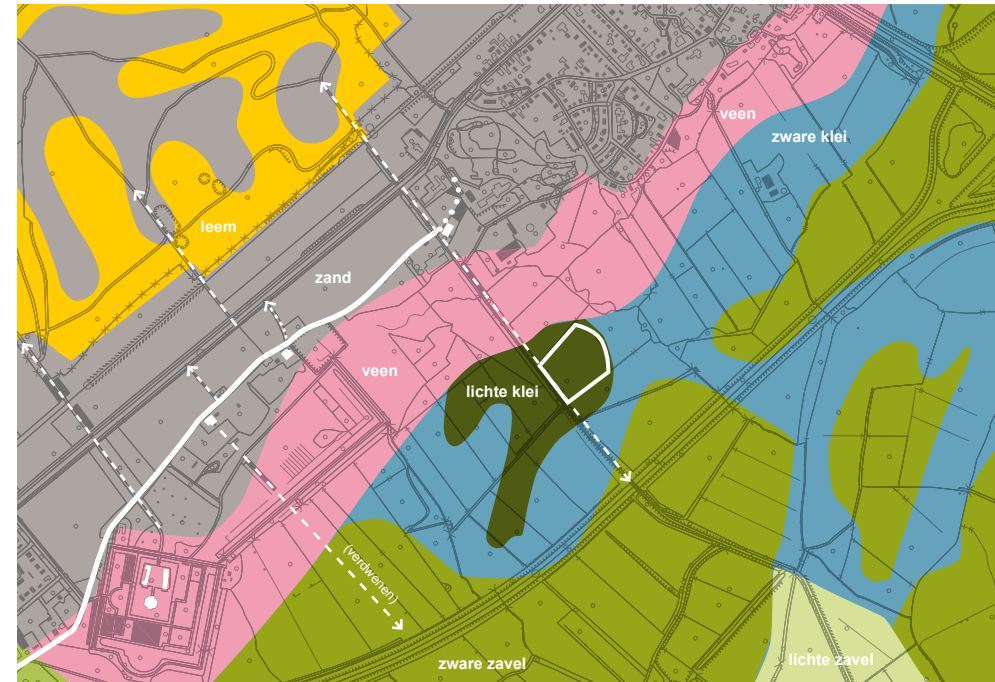 veen
zware klei
leem
zand
veen
lichte klei
(verdwenen)
zware zavel
lichte zavel